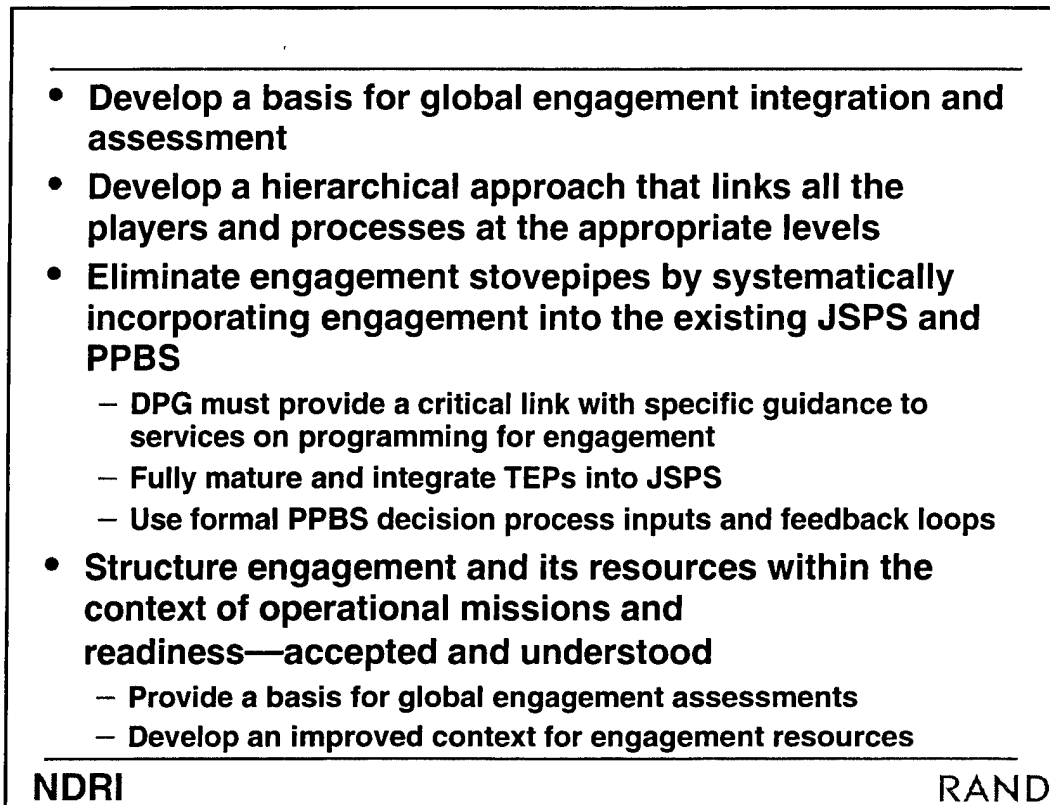 • Develop a basis for global engagement integration and
assessment
• Develop a hierarchical approach that links all the
players and processes at the appropriate levels
• Eliminate engagement stovepipes by systematically
incorporating engagement into the existing JSPS and
PPBS
– DPG must provide a critical link with specific guidance to
services on programming for engagement
– Fully mature and integrate TEPs into JSPS
– Use formal PPBS decision process inputs and feedback loops
• Structure engagement and its resources within the
context of operational missions and
readiness—accepted and understood
– Provide a basis for global engagement assessments
– Develop an improved context for engagement resources
NDRI
RAND